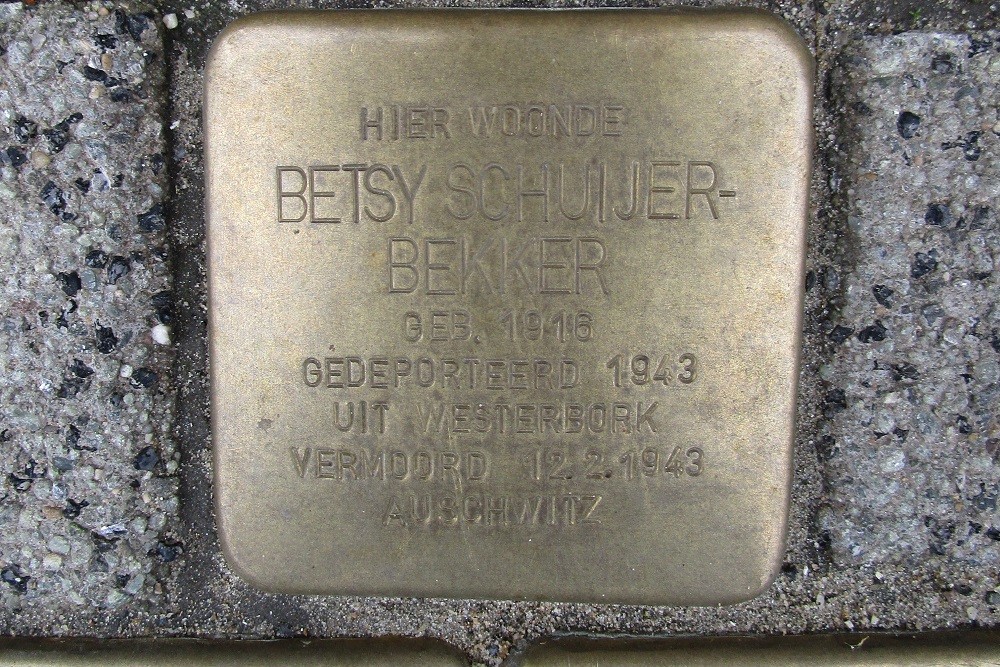 HIER WOONDE
BETSY SCHUIJER-
BEKKER
GEB. 1916
GEDEPORTEERD 1943
UIT WESTERBORK
VERMOORD 12.2.1943
AUSCHWITZ